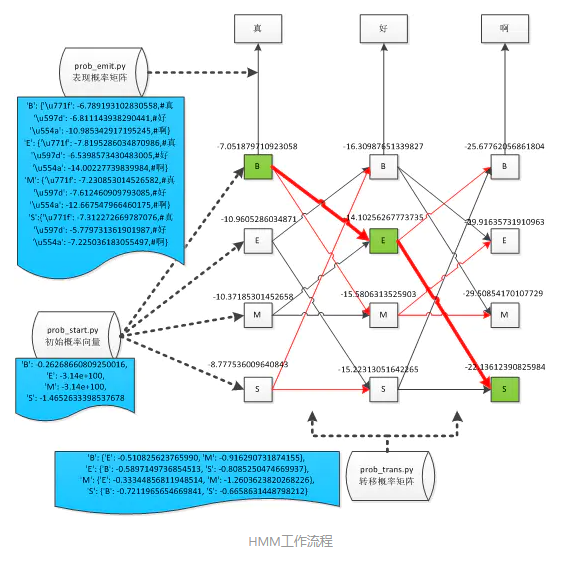 真
好
啊
prob_emit.py
表现概率矩阵
'B': {'\u771f': -6.789193102830558,#真
'\u597d': -6.811143938290441,#好
'\u554a': -10.985342917195245,#啊}
'E': {'\u771f': -7.8195286034870986,#真
'\u597d': -6.5398573430483005,#好
'\u554a': -14.00227739839984,#啊}
'M': {'\u771f': -7.230853014526582,#真
'\u597d': -7.612460909793085,#好
'\u554a': -12.667547966460175,#啊}
'S':{'\u771f': -7.312272669787076,#真
'\u597d': -5.779731361901987,#好
'\u554a': -7.225036183055497,#啊}
-7.051879710923058
-16.30987651339827
-25.67762056861804
B
B
B
-10.9605286034871
-14.10256267773735
-29.91635731910963
E
E
E
-10.37185301452658
-15.5806313525903
-29.50854170107729
M
M
M
-8.777536009640843
-15.22313051642265
-22.13612390825984
S
S
S
prob_start.py
初始概率向量
'B': -0.26268660809250016,
'E': -3.14e+100,
'M': -3.14e+100,
'S': -1.4652633398537678
'B': {'E': -0.510825623765990, 'M': -0.916290731874155},
'E': {'B': -0.5897149736854513, 'S': -0.8085250474669937},
'M': {'E': -0.33344856811948514, 'M': -1.2603623820268226},
'S': {'B': -0.7211965654669841, 'S': -0.6658631448798212}
prob_trans.py
转移概率矩阵
HMM工作流程